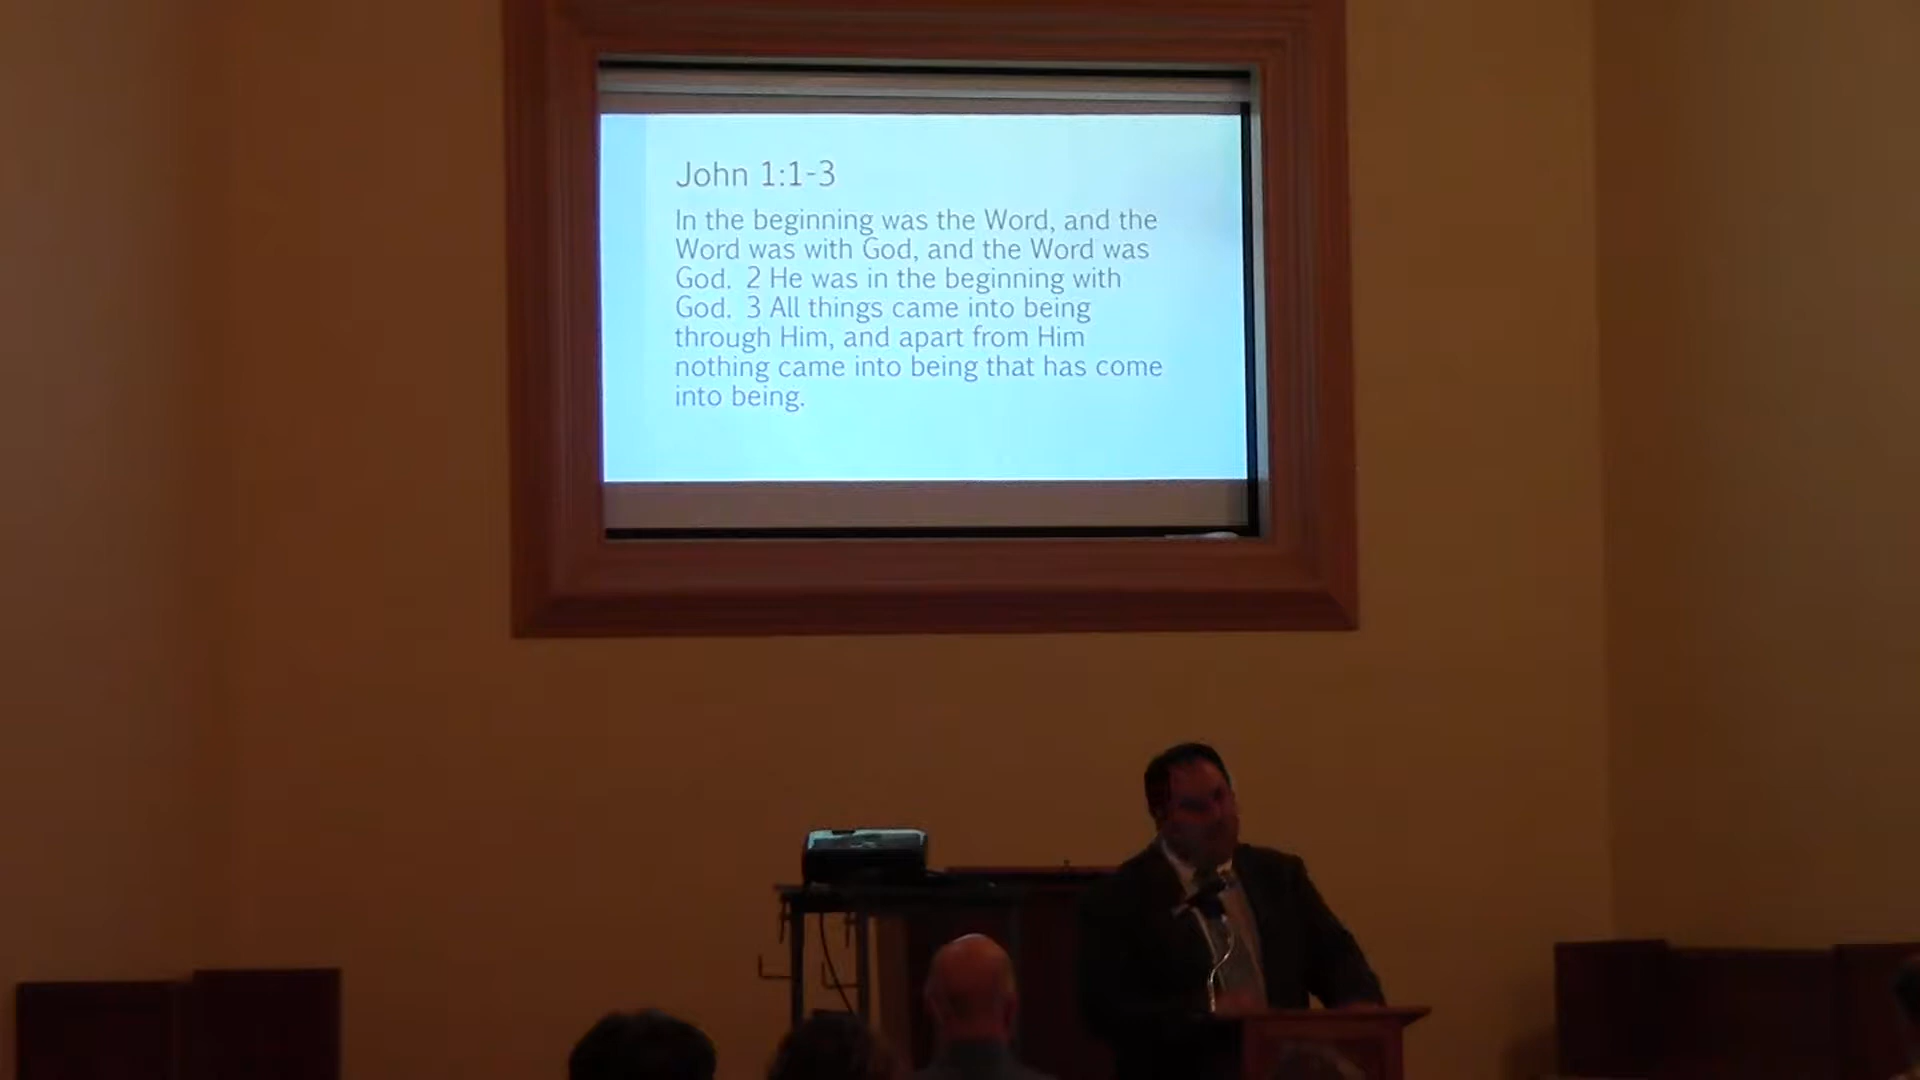 John 1:1-3
In the beginning was the Word, and the
Word was with God, and the Word was
God.  2 He was in the beginning with
God.  3 All things came into being
through Him, and apart from Him
nothing came into being that has come
into being.